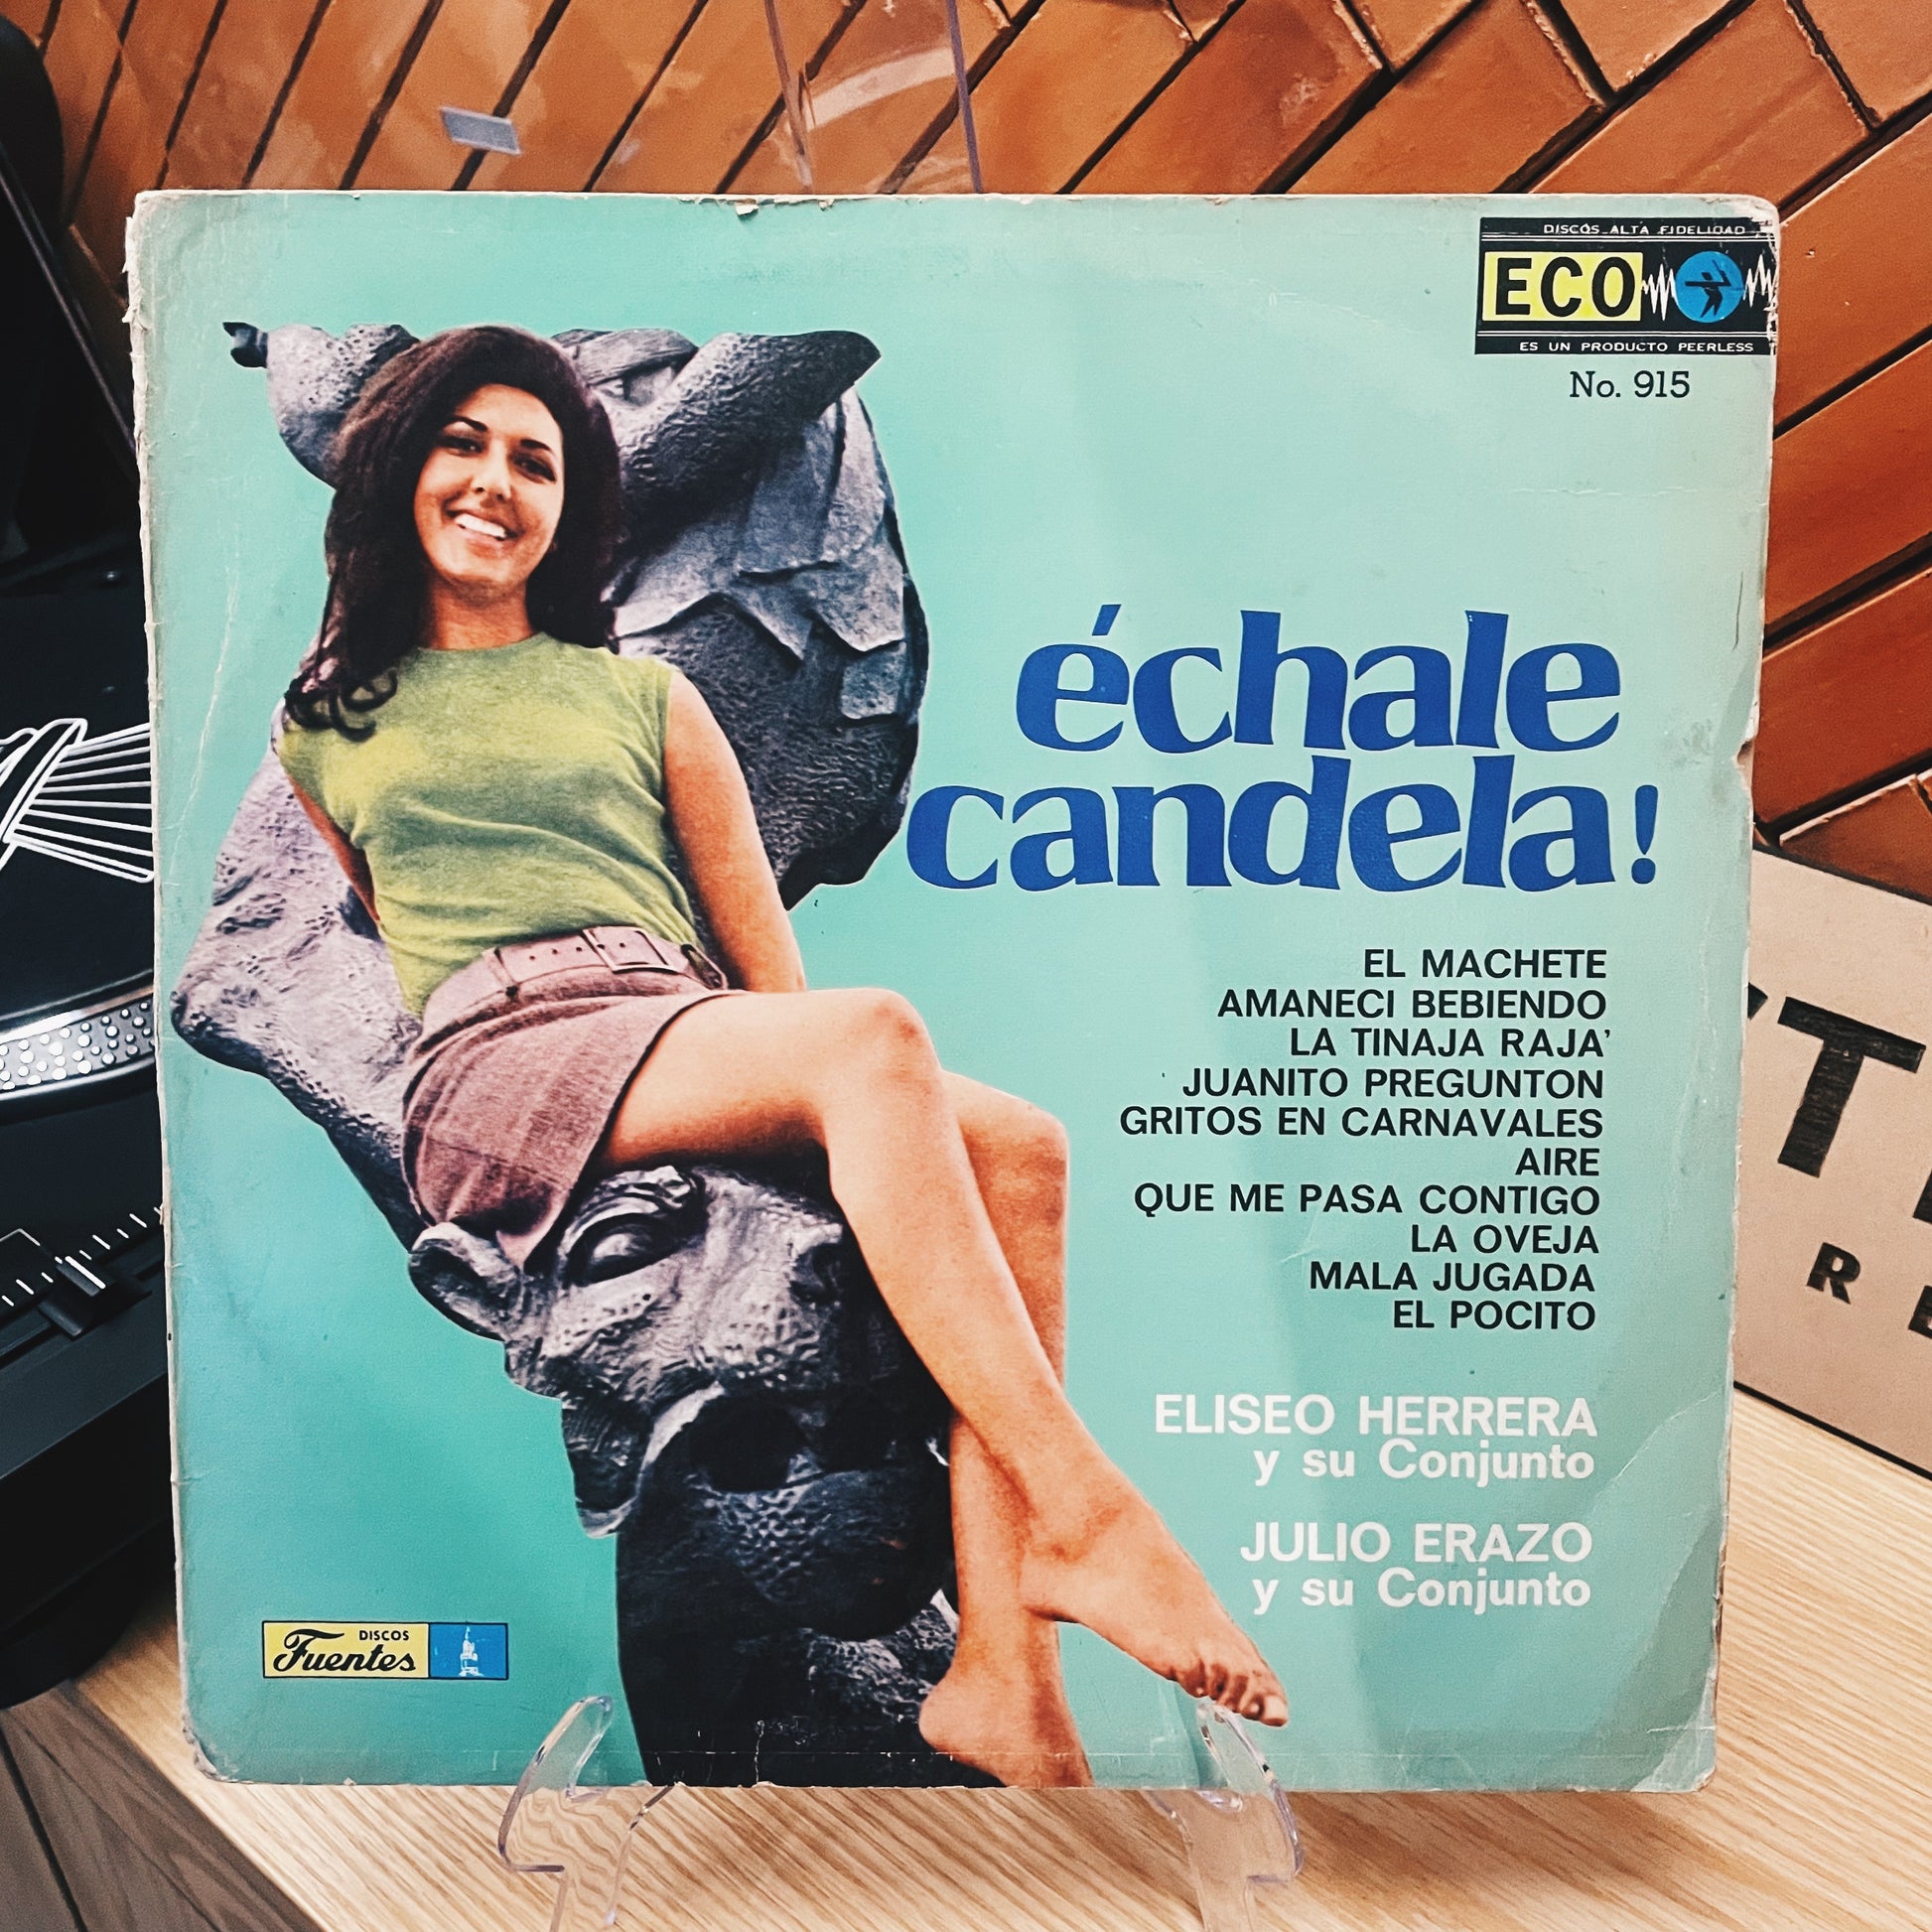 DISCOS ALTA FIDELIDAD
ECO
ES UN PRODUCTO PEERLESS
No. 915
échale
candela!
EL MACHETE
AMANECI BEBIENDO
LA TINAJA RAJA'
JUANITO PREGUNTON
GRITOS EN CARNAVALES
AIRE
QUE ME PASA CONTIGO
LA OVEJA
MALA JUGADA
EL POCITO
ELISEO HERRERA
y su Conjunto
JULIO ERAZO
y su Conjunto
DISCOS
Fuentes